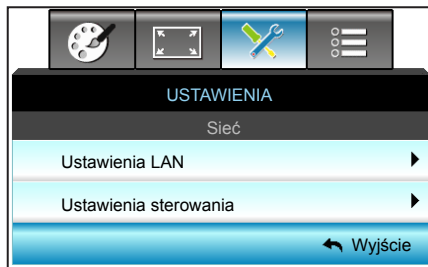 USTAWIENIA
Sieć
Ustawienia LAN
Ustawienia sterowania
Wyjście